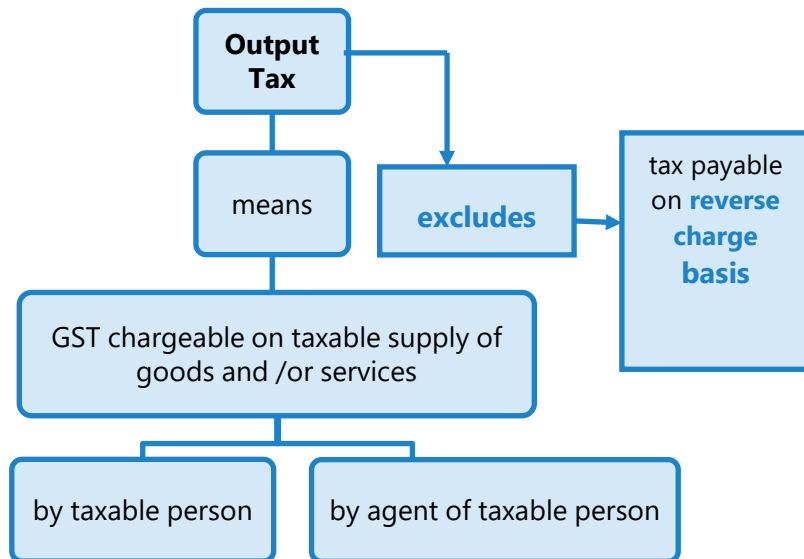 Output
Tax
means
excludes
tax payable
on reverse
charge
basis
GST chargeable on taxable supply of
goods and /or services
by taxable person
by agent of taxable person